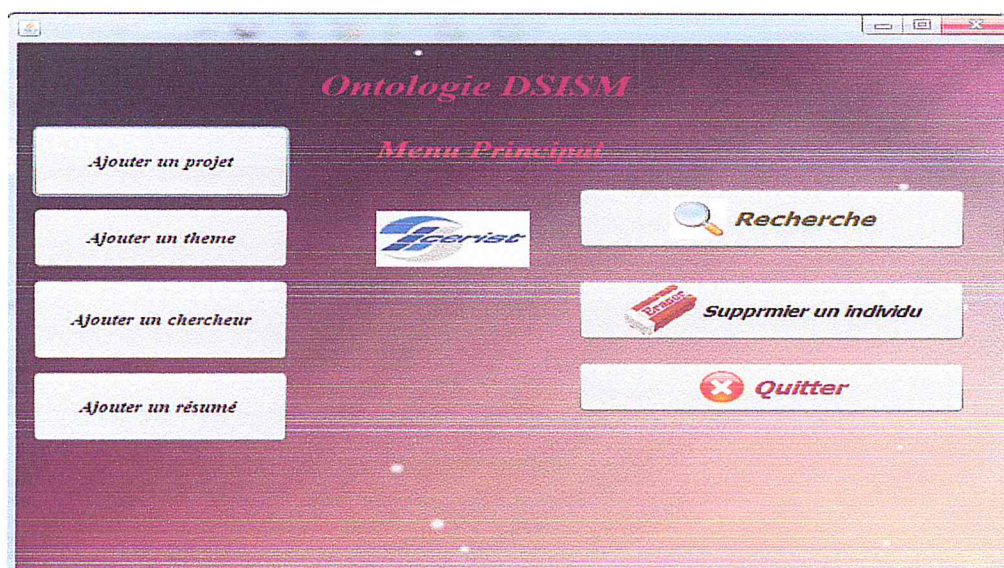 Ontologie DSISM
Menu Principal
Ajouter un projet
Ajouter un theme
Ajouter un chercheur
Ajouter un résumé
cerist
Recherche
Eraser
Supprmier un individu
Quitter